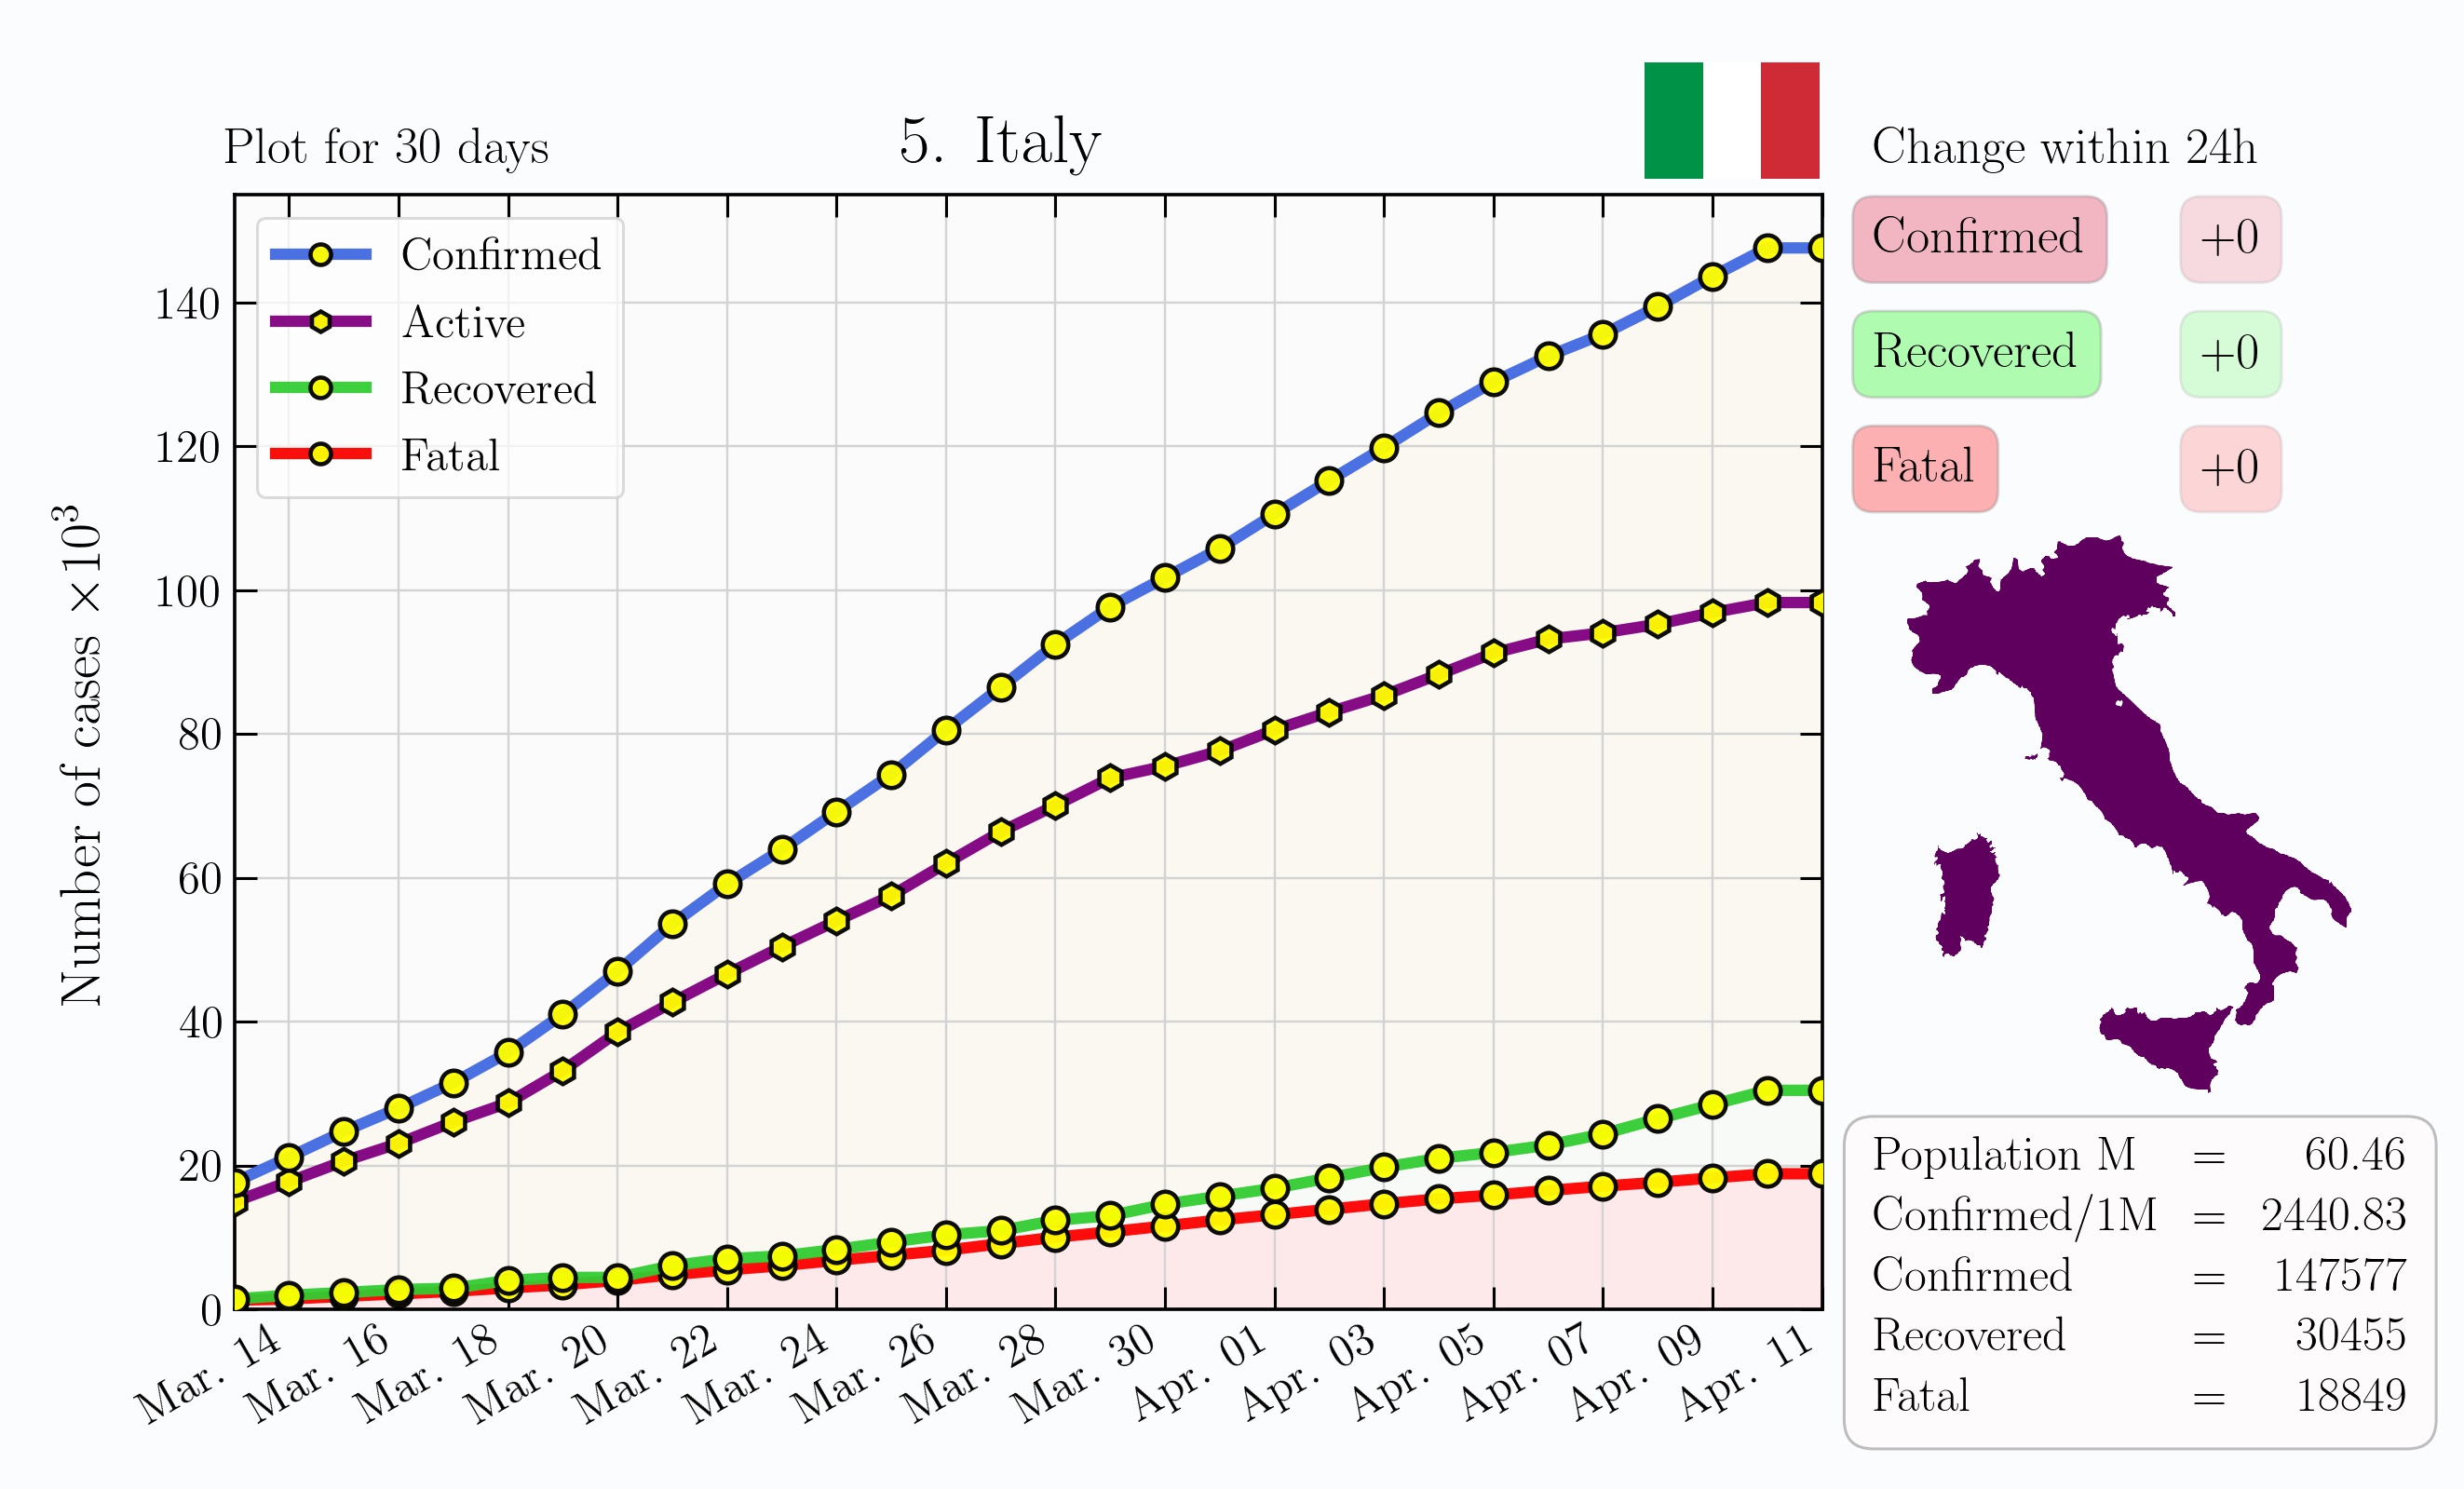 Plot for 30 days
5. Italy
Change within 24h
Confirmed +0
Recovered +0
Fatal +0
Confirmed
Active
Recovered
Fatal
Number of cases ×10³
140
120
100
80
60
40
20
0
Mar. 14
Mar. 16
Mar. 18
Mar. 20
Mar. 22
Mar. 24
Mar. 26
Mar. 28
Mar. 30
Apr. 01
Apr. 03
Apr. 05
Apr. 07
Apr. 09
Apr. 11
Population M = 60.46
Confirmed/1M = 2440.83
Confirmed = 147577
Recovered = 30455
Fatal = 18849